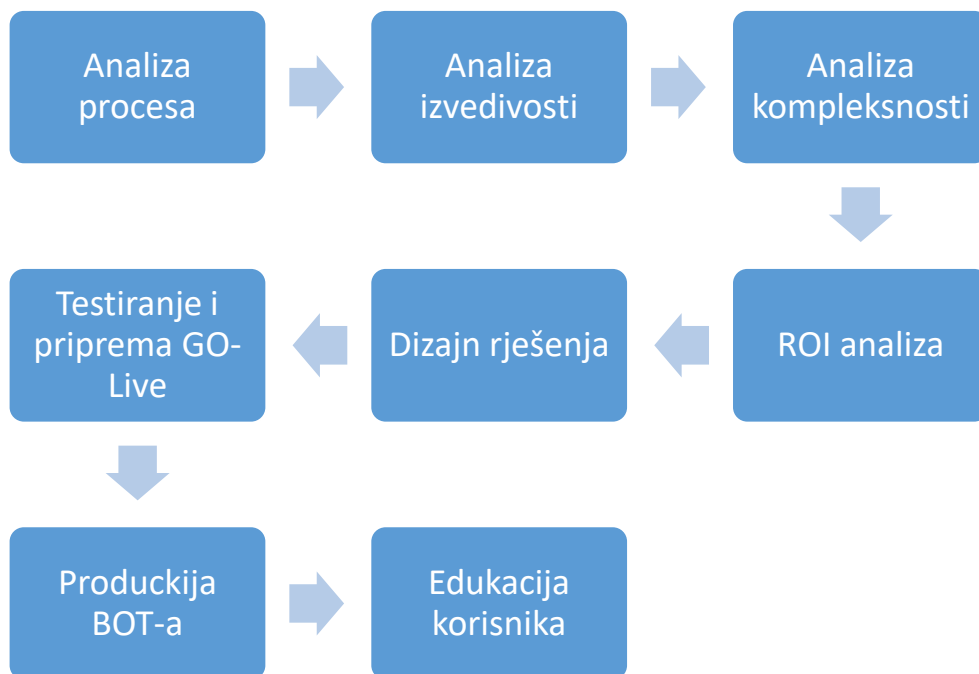 Analiza
procesa
Analiza
izvedivosti
Analiza
kompleksnosti
ROI analiza
Dizajn rješenja
Testiranje i
priprema GO-
Live
Produckija
BOT-a
Edukacija
korisnika